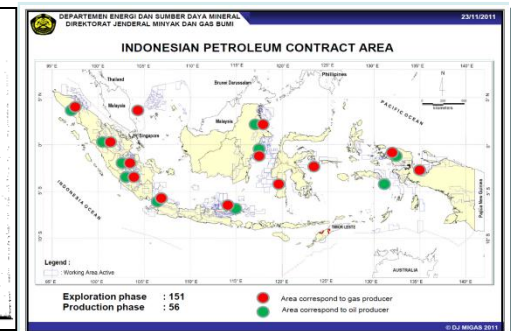 DEPARTEMEN ENERGI DAN SUMBER DAYA MINERAL
DIREKTORAT JENDERAL MINYAK DAN GAS BUMI
23/11/2011
INDONESIAN PETROLEUM CONTRACT AREA
Thailand
Brunei Darussalam
Philippines
Malaysia
Malaysia
Singapore
PACIFIC OCEAN
INDONESIA OCEAN
TIMOR LESTE
Papua New Guinea
AUSTRALIA
Legend :
: Working Area Active
Exploration phase : 151
Production phase : 56
Area correspond to gas producer
Area correspond to oil producer
© DJ MIGAS 2011